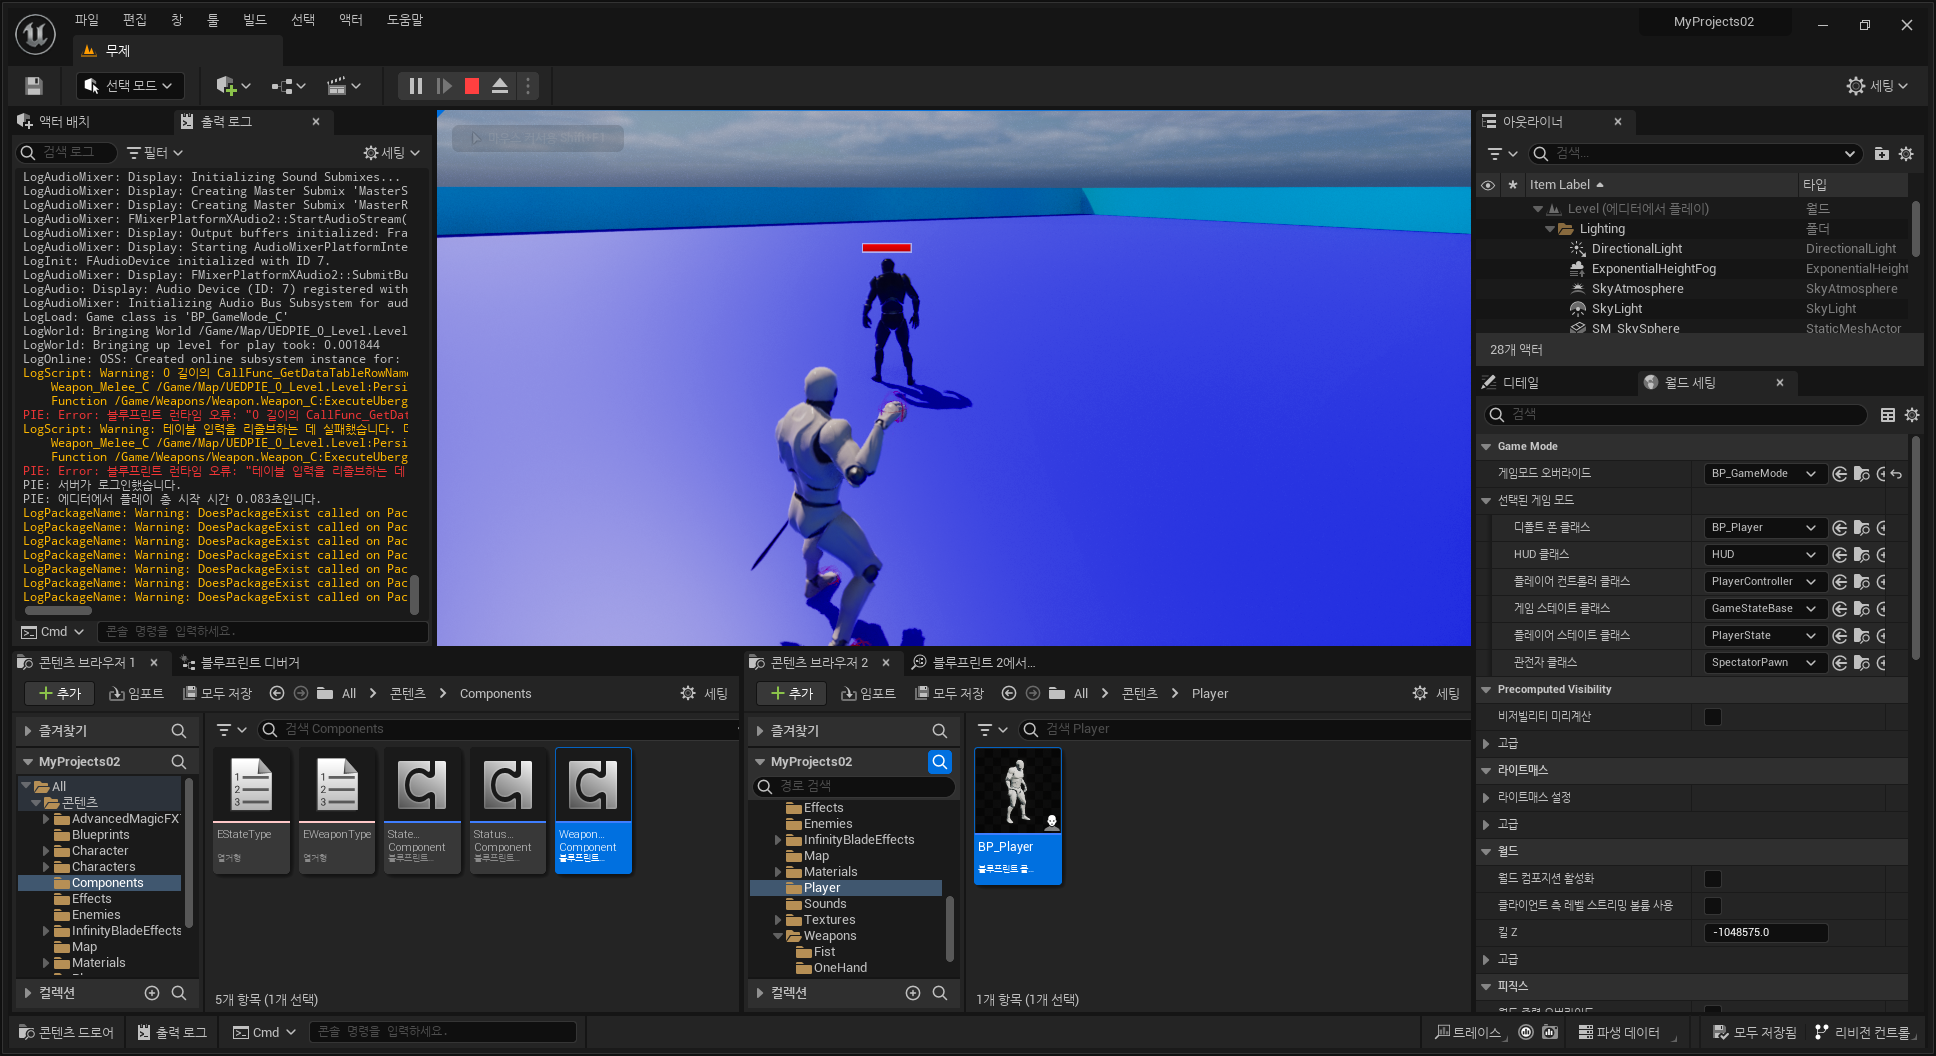 파일 편집 창 툴 빌드 선택 액터 도움말
MyProjects02
무제
선택 모드
세팅
액터 배치
출력 로그
검색 로그
필터
세팅
LogAudioMixer: Display: Initializing Sound Submixes...
LogAudioMixer: Display: Creating Master Submix 'MasterS
LogAudioMixer: Display: Creating Master Submix 'MasterR
LogAudioMixer: FMixerPlatformXAudio2::StartAudioStream(
LogAudioMixer: Display: Output buffers initialized: Fra
LogAudioMixer: Display: Starting AudioMixerPlatformInte
LogInit: FAudioDevice initialized with ID 7.
LogAudioMixer: Display: FMixerPlatformXAudio2::SubmitBu
LogAudio: Display: Audio Device (ID: 7) registered with
LogAudioMixer: Initializing Audio Bus Subsystem for aud
LogLoad: Game class is 'BP_GameMode_C'
LogWorld: Bringing World /Game/Map/UEDPIE_0_Level.Level
LogWorld: Bringing up level for play took: 0.001844
LogOnline: OSS: Created online subsystem instance for:
LogScript: Warning: 0 길이의 CallFunc_GetDataTableRowName
Weapon_Melee_C /Game/Map/UEDPIE_0_Level.Level:Persi
Function /Game/Weapons/Weapon.Weapon_C:ExecuteUberg
PIE: Error: 블루프린트 런타임 오류: "0 길이의 CallFunc_GetDat
LogScript: Warning: 테이블 입력을 리졸브하는 데 실패했습니다.
Weapon_Melee_C /Game/Map/UEDPIE_0_Level.Level:Persi
Function /Game/Weapons/Weapon.Weapon_C:ExecuteUberg
PIE: Error: 블루프린트 런타임 오류: "테이블 입력을 리졸브하는 데
PIE: 서버가 로그인했습니다.
PIE: 에디터에서 플레이 총 시작 시간 0.083초입니다.
LogPackageName: Warning: DoesPackageExist called on Pac
LogPackageName: Warning: DoesPackageExist called on Pac
LogPackageName: Warning: DoesPackageExist called on Pac
LogPackageName: Warning: DoesPackageExist called on Pac
LogPackageName: Warning: DoesPackageExist called on Pac
LogPackageName: Warning: DoesPackageExist called on Pac
LogPackageName: Warning: DoesPackageExist called on Pac
Cmd
콘솔 명령을 입력하세요.
아웃라이너
검색...
Item Label 타입
Level (에디터에서 플레이) 월드
Lighting 폴더
DirectionalLight DirectionalLight
ExponentialHeightFog ExponentialHeight
SkyAtmosphere SkyAtmosphere
SkyLight SkyLight
SM_SkySphere StaticMeshActor
28개 액터
디테일
월드 세팅
검색
Game Mode
게임모드 오버라이드 BP_GameMode
선택된 게임 모드
디폴트 폰 클래스 BP_Player
HUD 클래스 HUD
플레이어 컨트롤러 클래스 PlayerController
게임 스테이트 클래스 GameStateBase
플레이어 스테이트 클래스 PlayerState
관전자 클래스 SpectatorPawn
Precomputed Visibility
비저빌리티 미리계산
고급
라이트매스
라이트매스 설정
고급
월드
월드 컴포지션 활성화
클라이언트 측 레벨 스트리밍 볼륨 사용
킬 Z -1048575.0
고급
피직스
콘텐츠 브라우저 1
블루프린트 디버거
추가 임포트 모두 저장 All 콘텐츠 Components 세팅
즐겨찾기
검색 Components
MyProjects02
All
콘텐츠
AdvancedMagicFX
Blueprints
Character
Characters
Components
Effects
Enemies
InfinityBladeEffects
Map
Materials
컬렉션
EStateType
열거형
EWeaponType
열거형
State...
Component
블루프린트...
Status...
Component
블루프린트...
Weapon...
Component
블루프린트...
5개 항목 (1개 선택)
콘텐츠 브라우저 2
블루프린트 2에서...
추가 임포트 모두 저장 All 콘텐츠 Player 세팅
즐겨찾기
검색 Player
MyProjects02
경로 검색
Effects
Enemies
InfinityBladeEffects
Map
Materials
Player
Sounds
Textures
Weapons
Fist
OneHand
컬렉션
BP_Player
블루프린트 클...
1개 항목 (1개 선택)
콘텐츠 드로어 출력 로그 Cmd 콘솔 명령을 입력하세요.
트레이스 파생 데이터 모두 저장됨 리비전 컨트롤